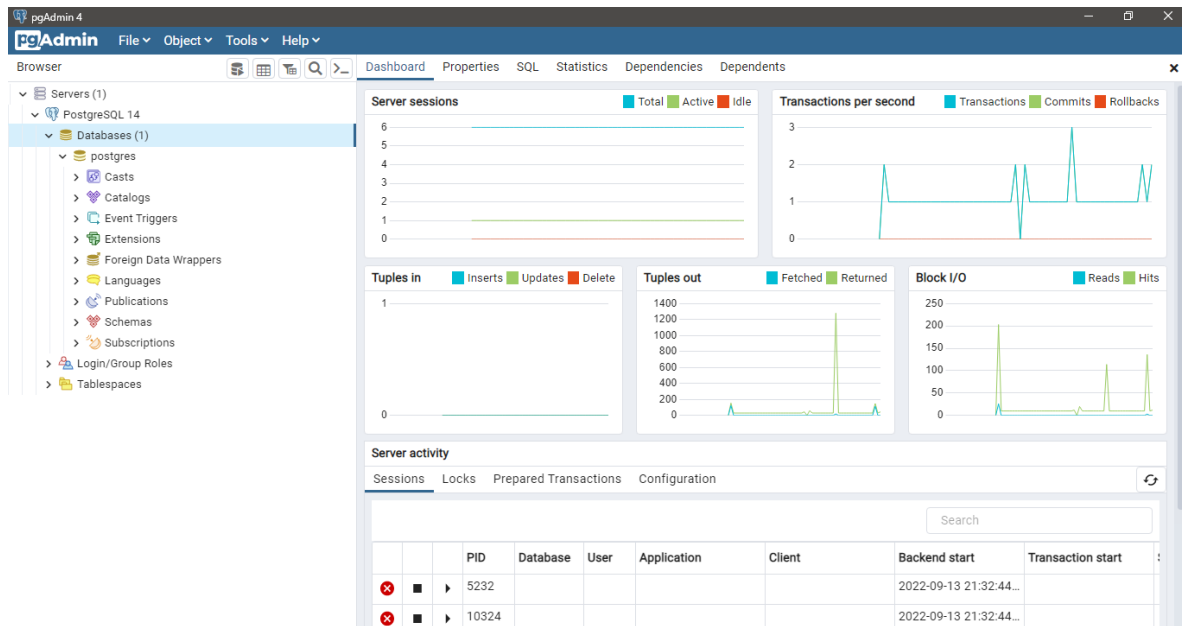 pgAdmin 4
pgAdmin File Object Tools Help
Browser
Dashboard Properties SQL Statistics Dependencies Dependents
Servers (1)
PostgreSQL 14
Databases (1)
postgres
Casts
Catalogs
Event Triggers
Extensions
Foreign Data Wrappers
Languages
Publications
Schemas
Subscriptions
Login/Group Roles
Tablespaces
Server sessions Total Active Idle
6
5
4
3
2
1
0
Transactions per second Transactions Commits Rollbacks
3
2
1
0
Tuples in Inserts Updates Delete
1
0
Tuples out Fetched Returned
1400
1200
1000
800
600
400
200
0
Block I/O Reads Hits
250
200
150
100
50
0
Server activity
Sessions Locks Prepared Transactions Configuration
Search
PID Database User Application Client Backend start Transaction start
5232 2022-09-13 21:32:44...
10324 2022-09-13 21:32:44...